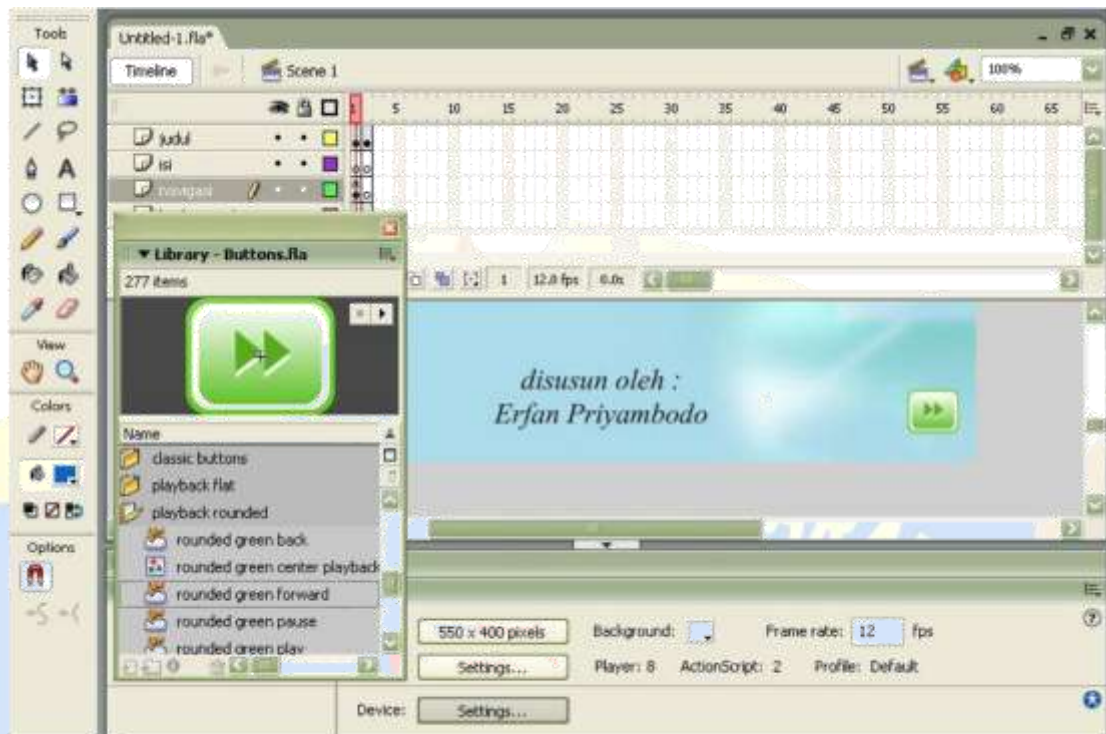 Tools
View
Colors
Options
Untitled-1.fla*
Timeline
Scene 1
100%
1 5 10 15 20 25 30 35 40 45 50 55 60 65
judul
isi
navigasi
1 12.0 fps 0.0s
Library - Buttons.fla
277 items
Name
classic buttons
playback flat
playback rounded
rounded green back
rounded green center playback
rounded green forward
rounded green pause
rounded green play
disusun oleh :
Erfan Priyambodo
550 x 400 pixels Background: Frame rate: 12 fps
Settings... Player: 8 ActionScript: 2 Profile: Default
Device: Settings...